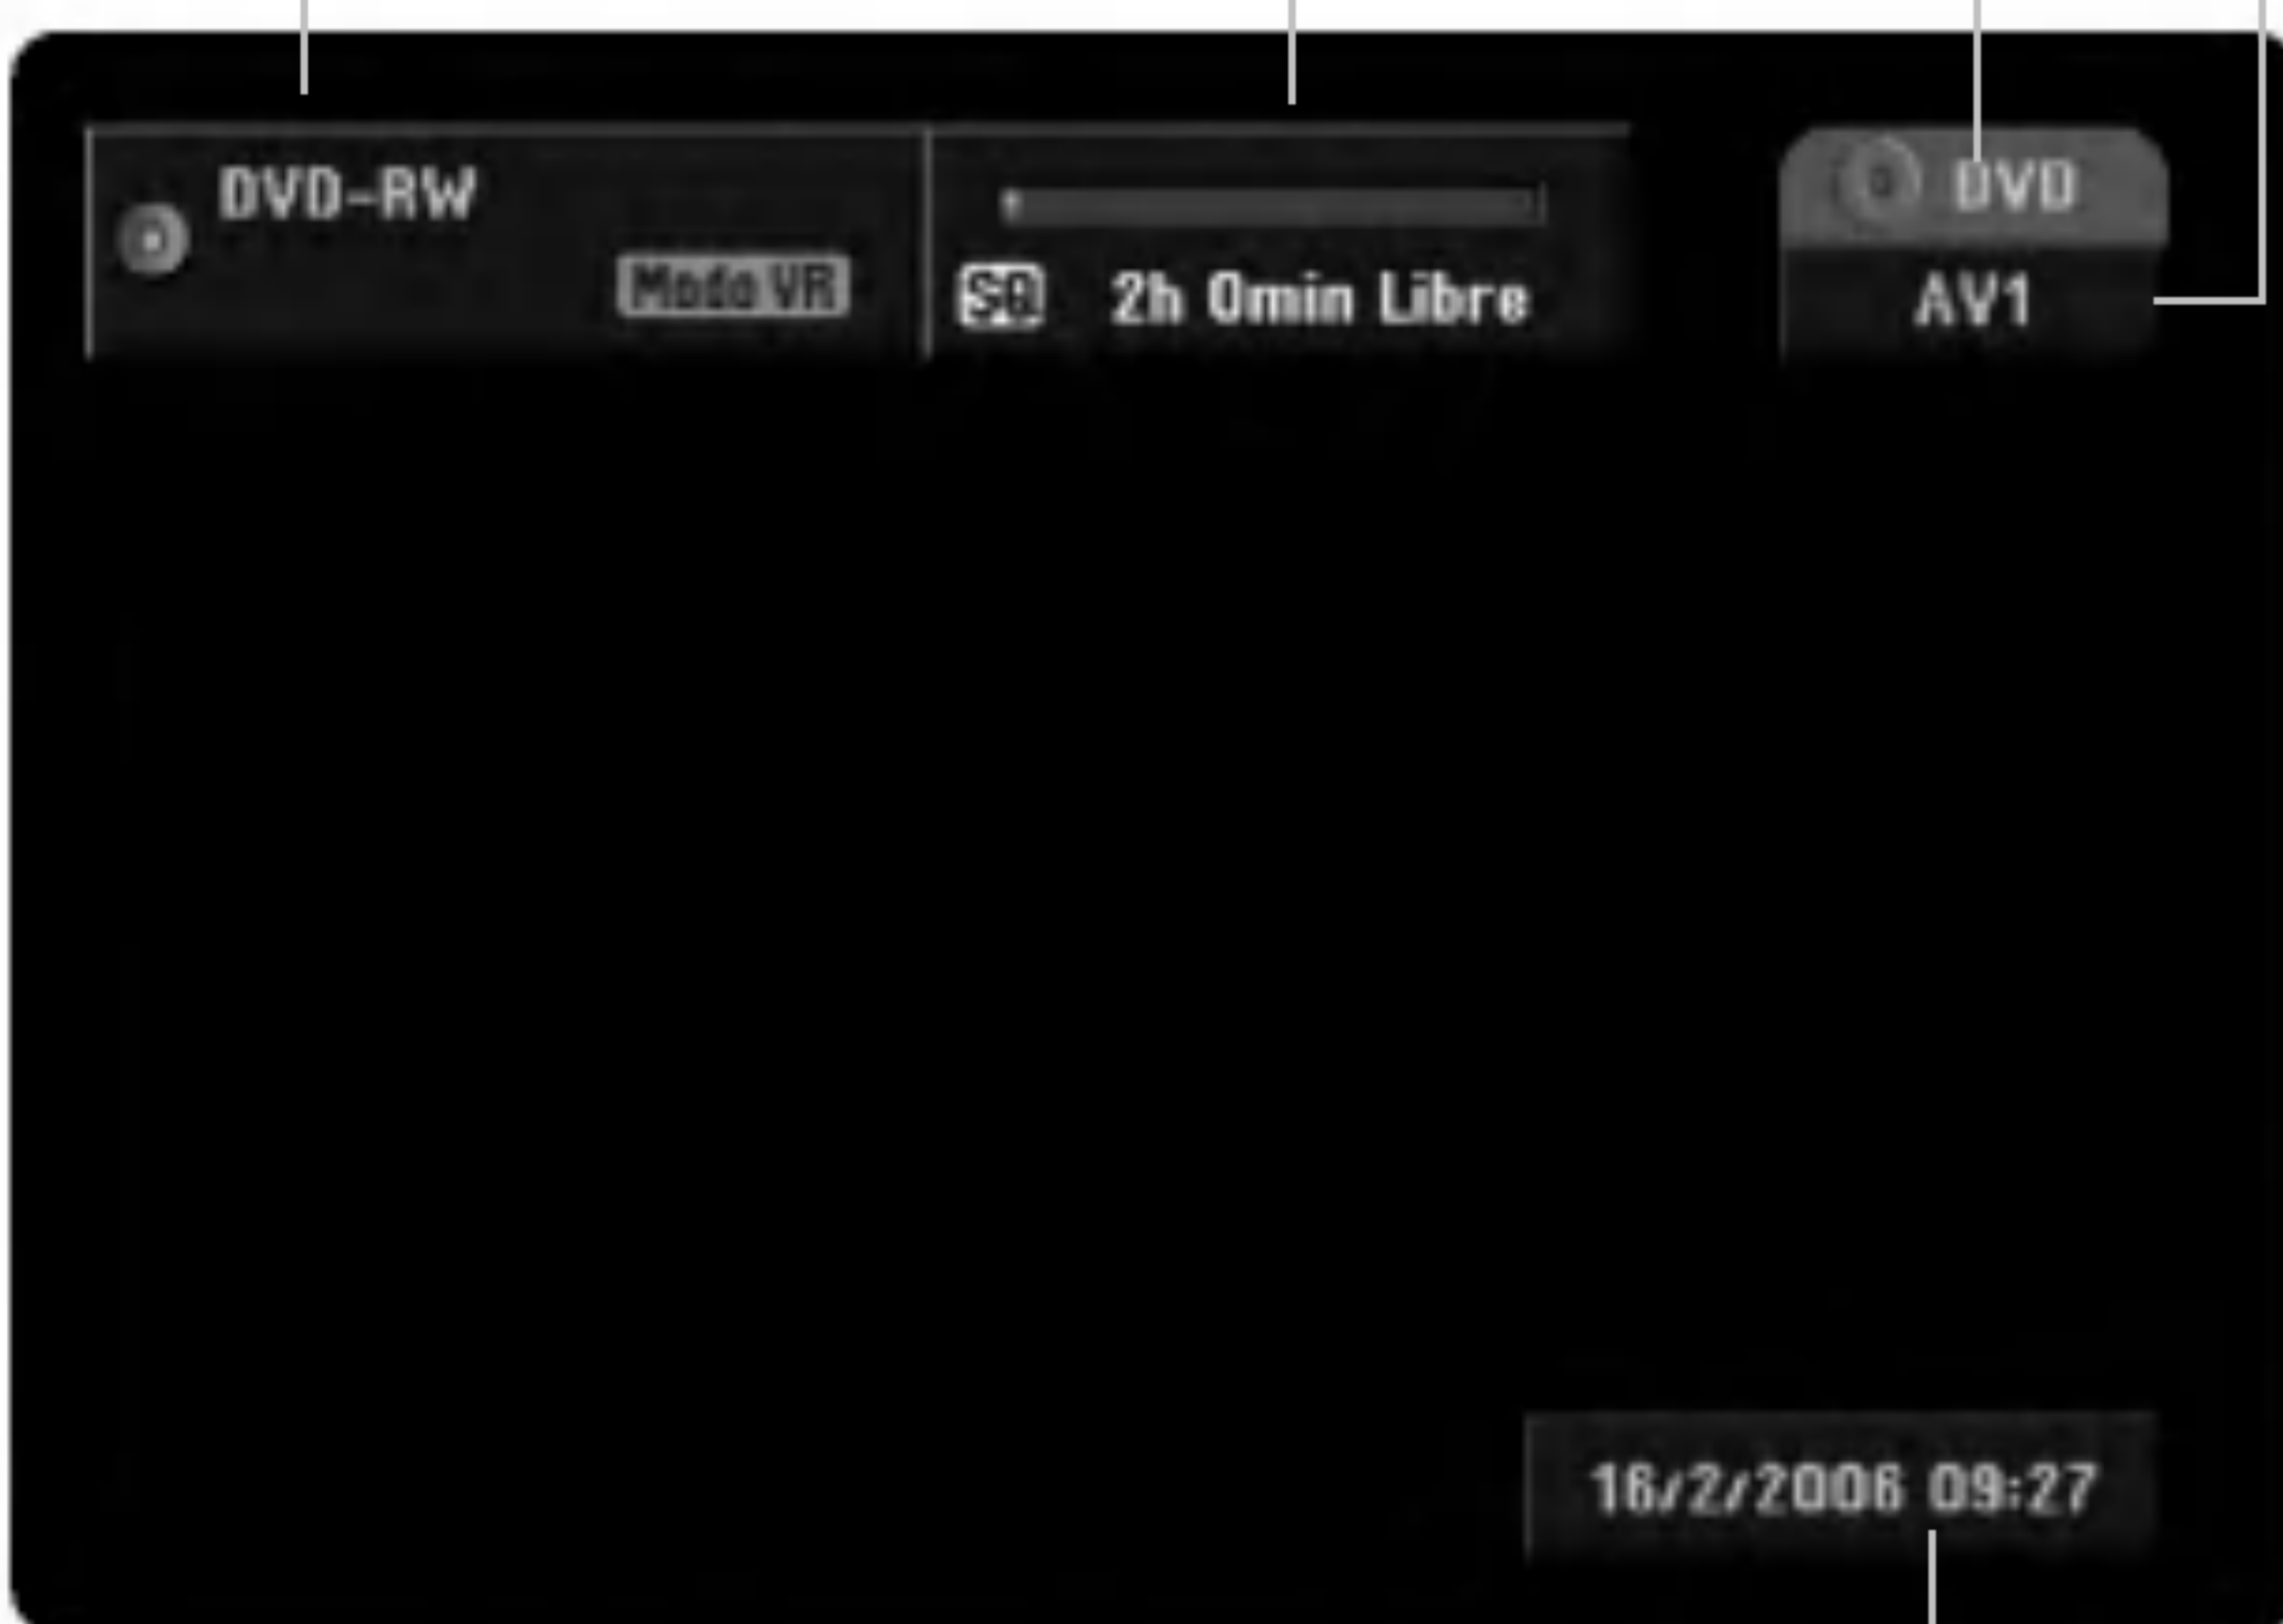 DVD-RW
Modo VR
SQ 2h 0min Libre
DVD
AV1
16/2/2006 09:27